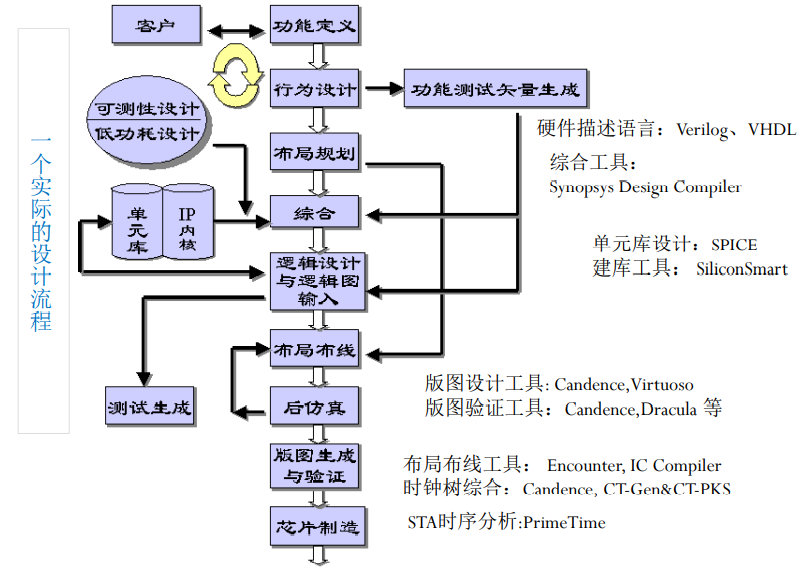 一个实际的设计流程
客户
功能定义
行为设计
功能测试矢量生成
可测性设计
低功耗设计
布局规划
硬件描述语言：Verilog、VHDL
综合工具：
Synopsys Design Compiler
单元库
IP内核
综合
单元库设计：SPICE
建库工具： SiliconSmart
逻辑设计
与逻辑图
输入
布局布线
测试生成
后仿真
版图设计工具: Candence,Virtuoso
版图验证工具：Candence,Dracula 等
版图生成
与验证
布局布线工具： Encounter, IC Compiler
时钟树综合：Candence, CT-Gen&CT-PKS
芯片制造
STA时序分析:PrimeTime